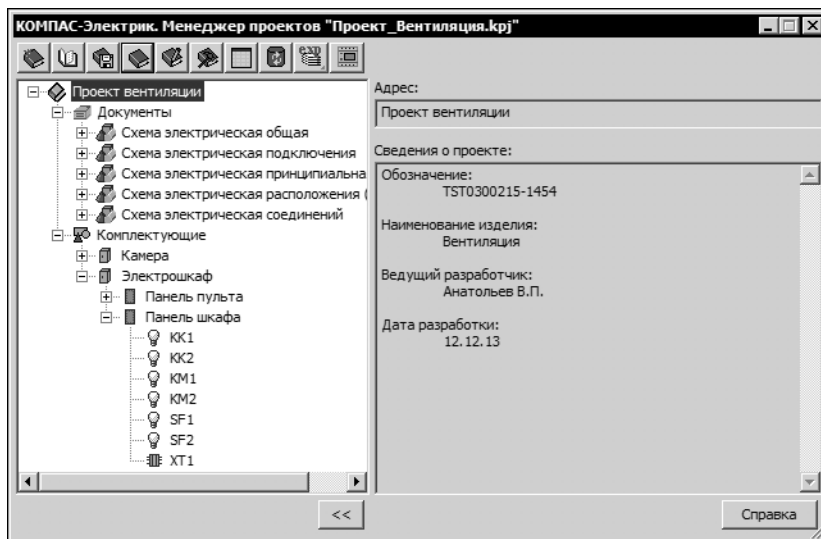 КОМПАС-Электрик. Менеджер проектов "Проект_Вентиляция.kpj"
exp
Проект вентиляции
Документы
Схема электрическая общая
Схема электрическая подключения
Схема электрическая принципиальна
Схема электрическая расположения (
Схема электрическая соединений
Комплектующие
Камера
Электрошкаф
Панель пульта
Панель шкафа
KK1
KK2
KM1
KM2
SF1
SF2
XT1
<<
Адрес:
Проект вентиляции
Сведения о проекте:
Обозначение:
TST0300215-1454
Наименование изделия:
Вентиляция
Ведущий разработчик:
Анатольев В.П.
Дата разработки:
12.12.13
Справка